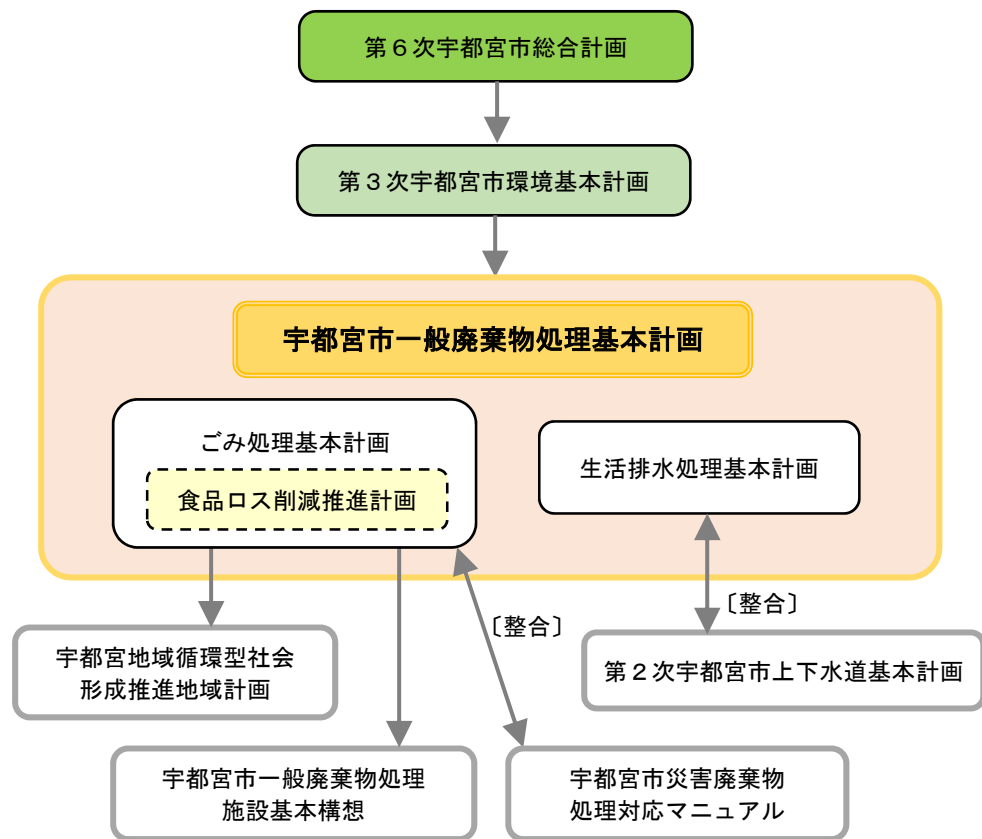 第６次宇都宮市総合計画
第３次宇都宮市環境基本計画
宇都宮市一般廃棄物処理基本計画
ごみ処理基本計画
食品ロス削減推進計画
生活排水処理基本計画
〔整合〕
〔整合〕
宇都宮地域循環型社会
形成推進地域計画
第２次宇都宮市上下水道基本計画
宇都宮市一般廃棄物処理
施設基本構想
宇都宮市災害廃棄物
処理対応マニュアル